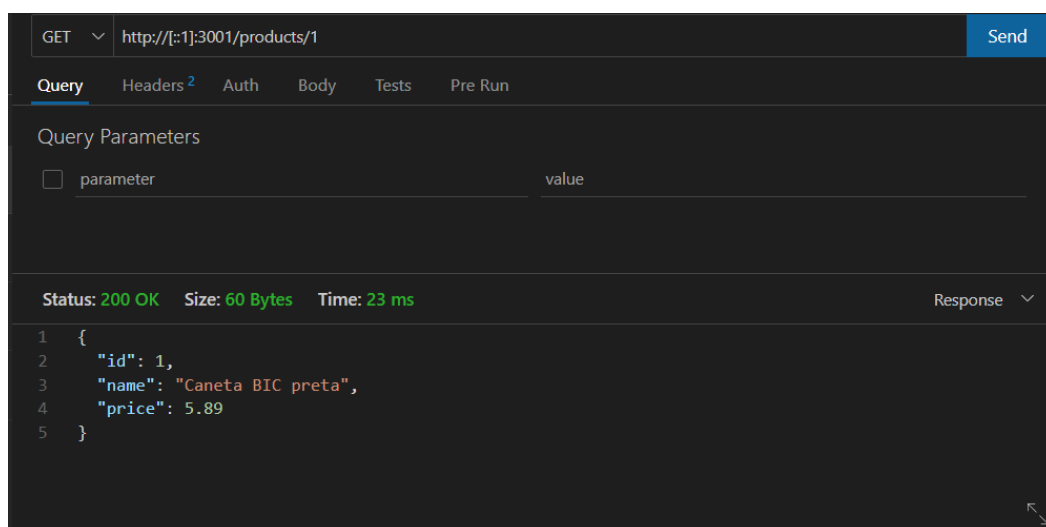 GET http://[::1]:3001/products/1 Send
Query Headers 2 Auth Body Tests Pre Run
Query Parameters
parameter value
Status: 200 OK Size: 60 Bytes Time: 23 ms Response
1 {
2 "id": 1,
3 "name": "Caneta BIC preta",
4 "price": 5.89
5 }